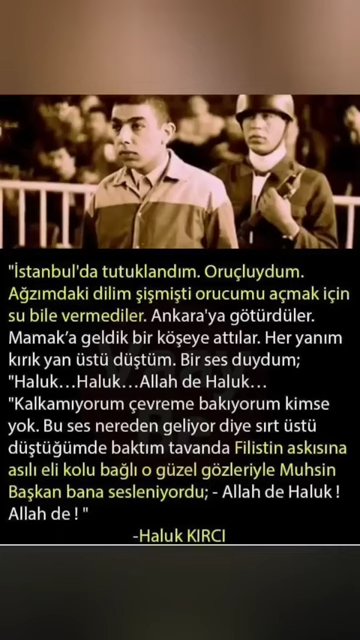 "İstanbul'da tutuklandım. Oruçluydum.
Ağzımdaki dilim şişmişti orucumu açmak için
su bile vermediler. Ankara'ya götürdüler.
Mamak’a geldik bir köşeye attılar. Her yanım
kırık yan üstü düştüm. Bir ses duydum;
"Haluk...Haluk...Allah de Haluk...
"Kalkamıyorum çevreme bakıyorum kimse
yok. Bu ses nereden geliyor diye sırt üstü
düştüğümde baktım tavanda Filistin askısına
asılı eli kolu bağlı o güzel gözleriyle Muhsin
Başkan bana sesleniyordu; - Allah de Haluk !
Allah de ! "
-Haluk KIRCI